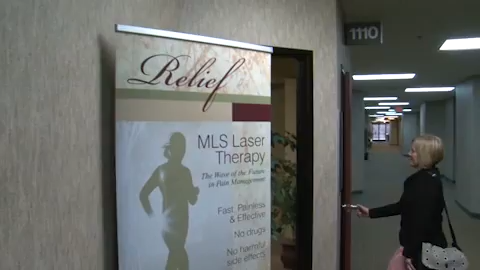 1110
Relief
MLS Laser
Therapy
The Wave of the Future
in Pain Management
Fast, Painless
& Effective
No drugs
No harmful
side effects